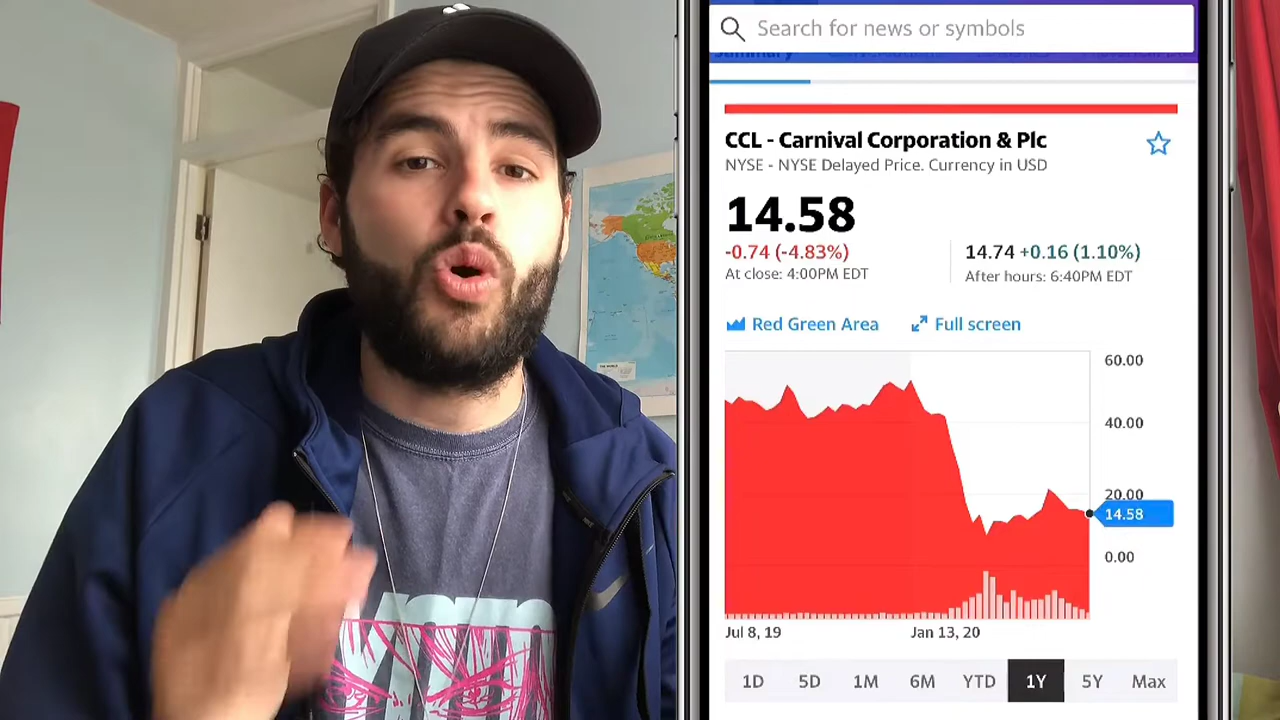 Search for news or symbols
Summary
CCL - Carnival Corporation & Plc
NYSE - NYSE Delayed Price. Currency in USD
14.58
-0.74 (-4.83%)
14.74 +0.16 (1.10%)
At close: 4:00PM EDT
After hours: 6:40PM EDT
Red Green Area
Full screen
60.00
40.00
20.00
14.58
0.00
Jul 8, 19
Jan 13, 20
1D 5D 1M 6M YTD 1Y 5Y Max